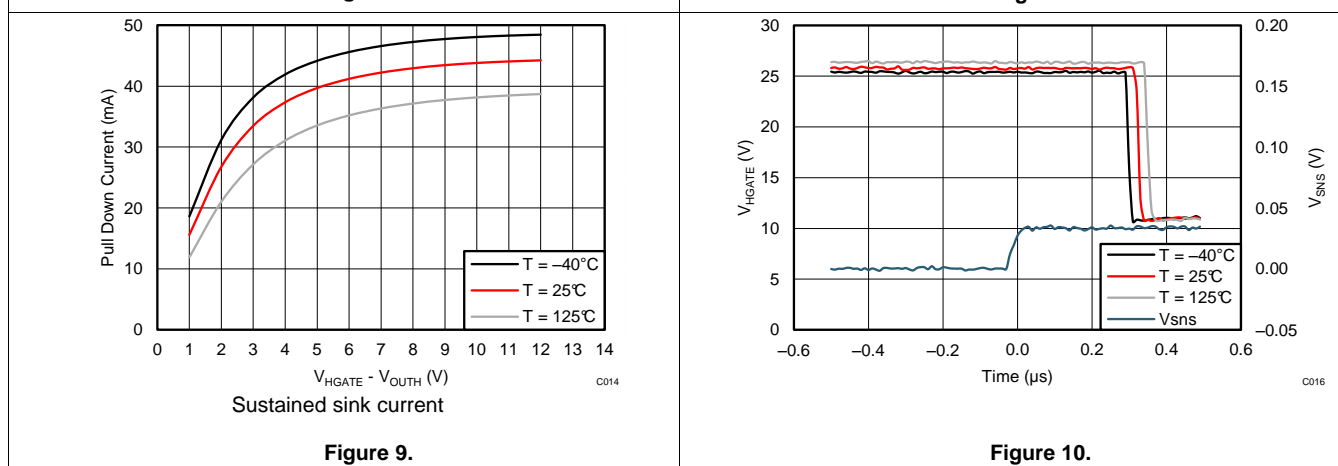 50
40
30
20
10
0
Pull Down Current (mA)
T = –40°C
T = 25°C
T = 125°C
0 1 2 3 4 5 6 7 8 9 10 11 12 13 14
VHGATE - VOUTH (V)
C014
Sustained sink current
Figure 9.
30
25
20
15
10
5
0
VHGATE (V)
0.20
0.15
0.10
0.05
0.00
–0.05
VSNS (V)
T = –40°C
T = 25°C
T = 125°C
Vsns
–0.6 –0.4 –0.2 0.0 0.2 0.4 0.6
Time (µs)
C016
Figure 10.